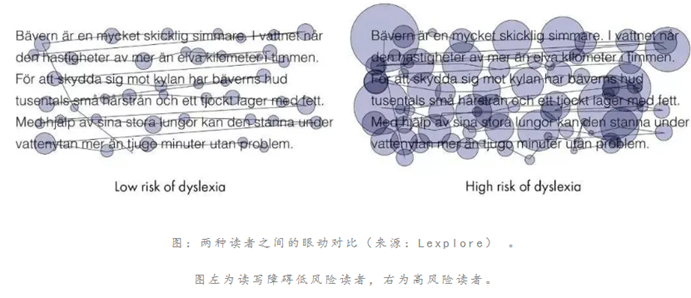 Bävern är en mycket skicklig simmare. I vattnet når
den hastigheter av mer än elva kilometer i timmen.
För att skydda sig mot kylan har bäverns hud
tusentals små hårstrån och ett tjockt lager med fett.
Med hjälp av sina stora lungor kan den stanna under
vattenytan mer än tjugo minuter utan problem.
Low risk of dyslexia
Bävern är en mycket skicklig simmare. I vattnet når
den hastigheter av mer än elva kilometer i timmen.
För att skydda sig mot kylan har bäverns hud
tusentals små hårstrån och ett tjockt lager med fett.
Med hjälp av sina stora lungor kan den stanna under
vattenytan mer än tjugo minuter utan problem.
High risk of dyslexia
图：两种读者之间的眼动对比（来源：Lexplore） 。
图左为读写障碍低风险读者，右为高风险读者。